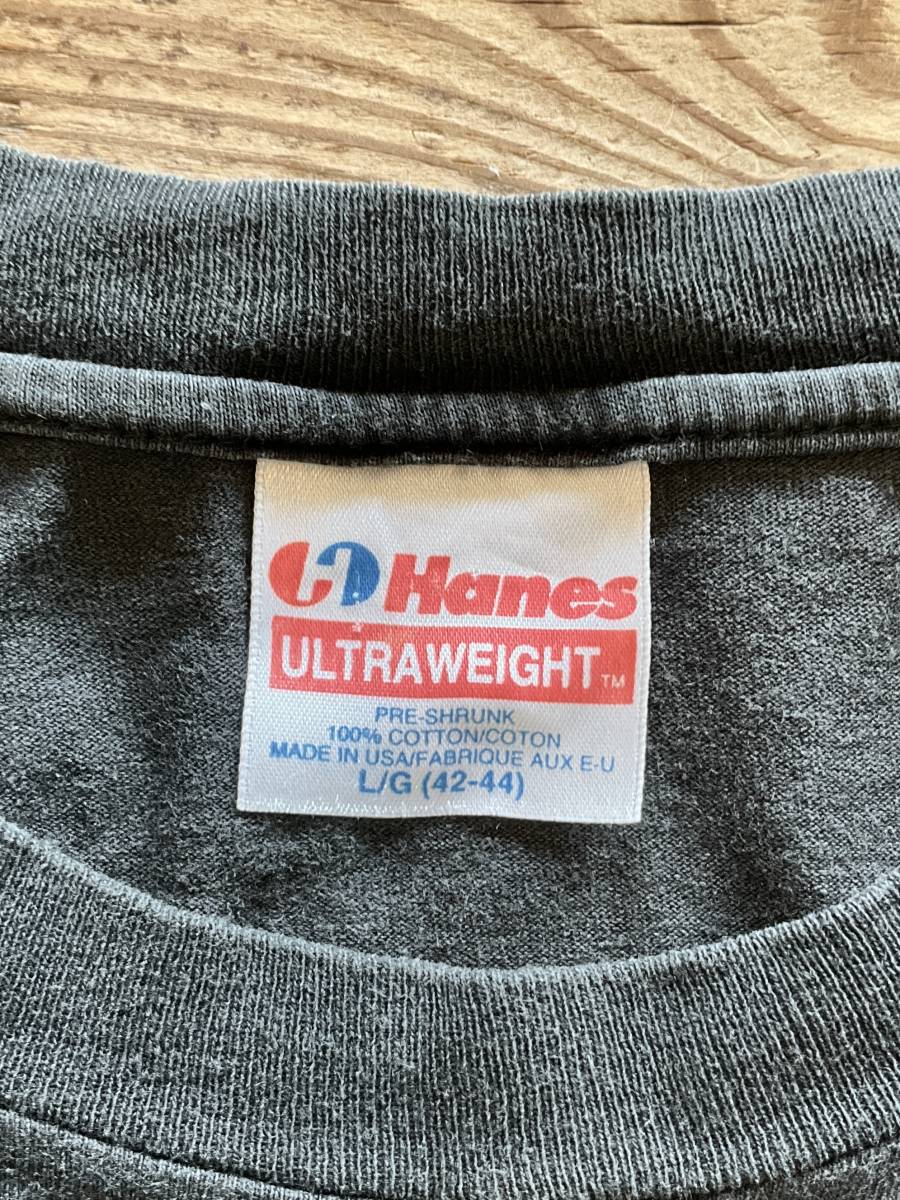 Hanes
ULTRAWEIGHT™
PRE-SHRUNK
100% COTTON/COTON
MADE IN USA/FABRIQUE AUX E-U
L/G (42-44)